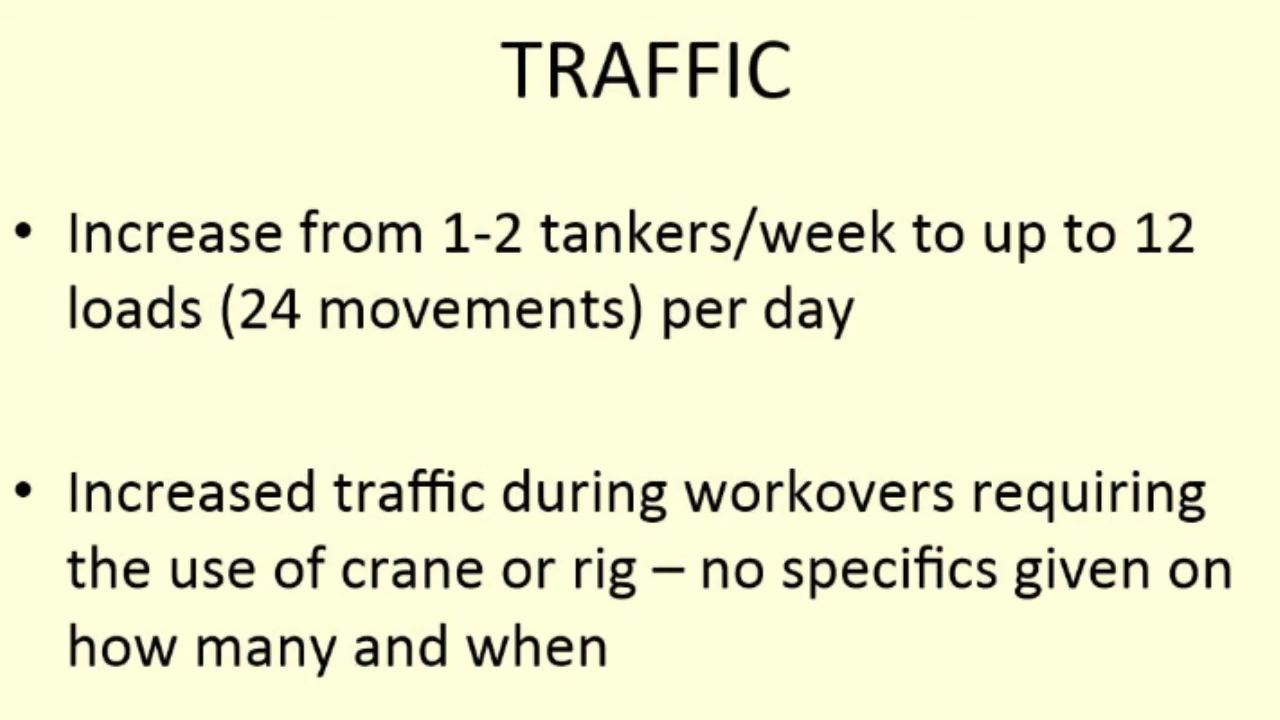 TRAFFIC
• Increase from 1-2 tankers/week to up to 12
loads (24 movements) per day
• Increased traffic during workovers requiring
the use of crane or rig – no specifics given on
how many and when